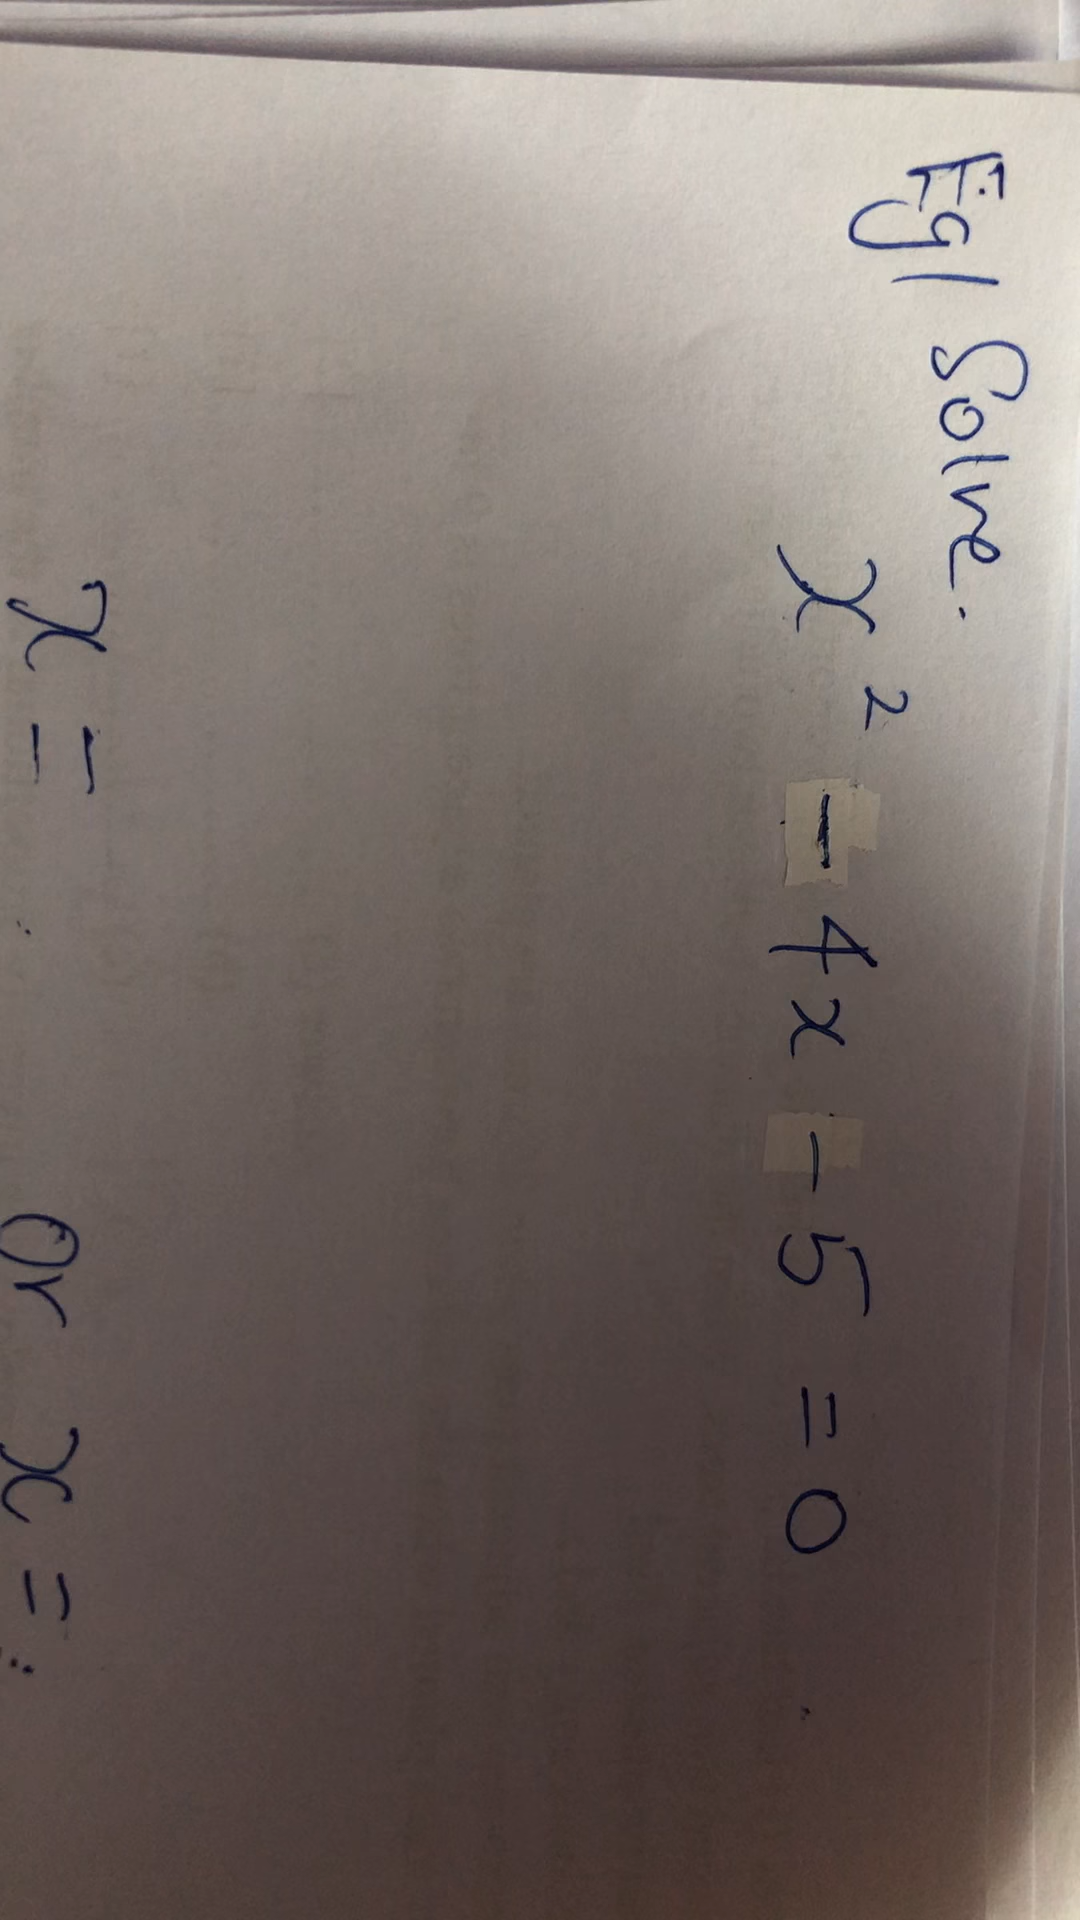 Eg1 Solve.
x² - 4x - 5 = 0
x = or x =